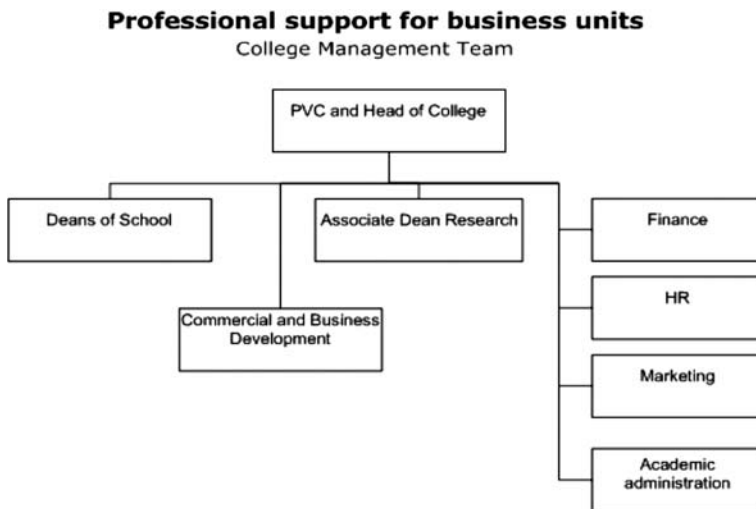 Professional support for business units
College Management Team
PVC and Head of College
Deans of School
Associate Dean Research
Finance
Commercial and Business
Development
HR
Marketing
Academic
administration